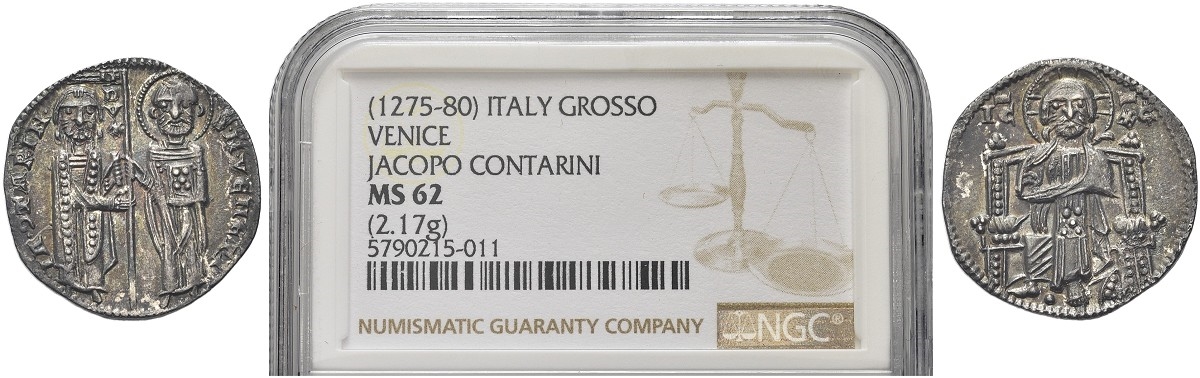 (1275-80) ITALY GROSSO
VENICE
JACOPO CONTARINI
MS 62
(2.17g)
5790215-011
NUMISMATIC GUARANTY COMPANY
NGC®